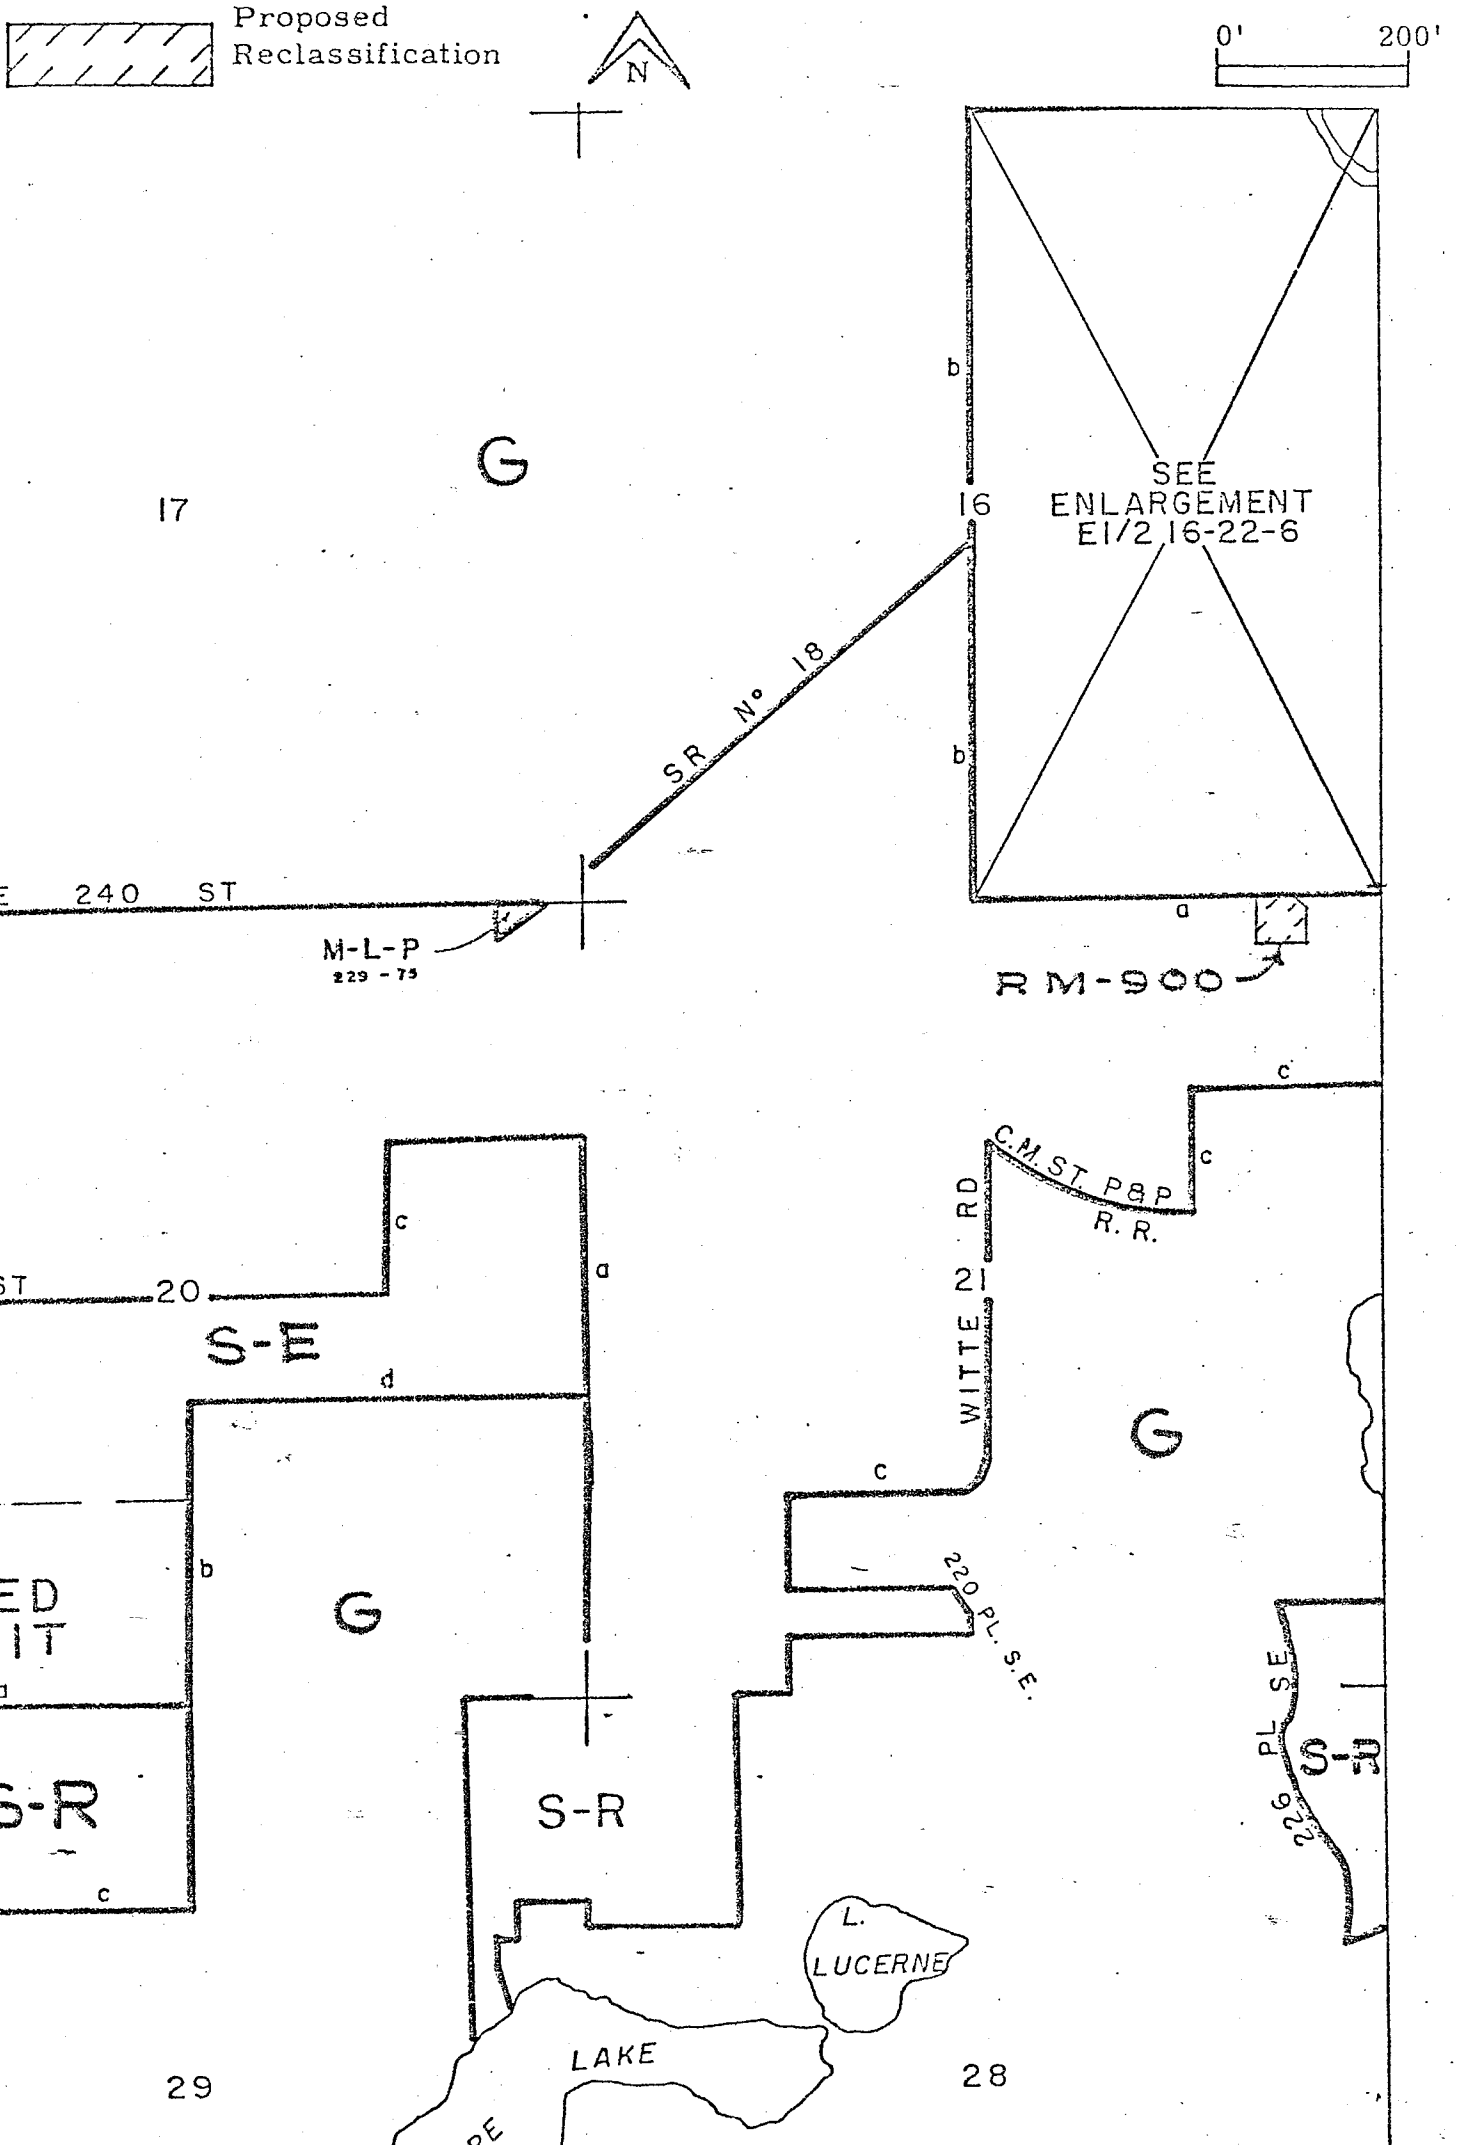 Proposed
Reclassification
N
0' 200'
b
G
17
16
SEE
ENLARGEMENT
E1/2 16-22-6
SR Nº 18
b
240 ST
a
M-L-P
229-75
RM-900
c
c
C.M. ST. P&P
R. R.
c
a
WITTE RD
21
ST
20
S-E
d
G
c
b
G
220 PL. S.E.
ED
IT
226 PL SE
S-R
S-R
S-R
c
L.
LUCERNE
LAKE
29
28